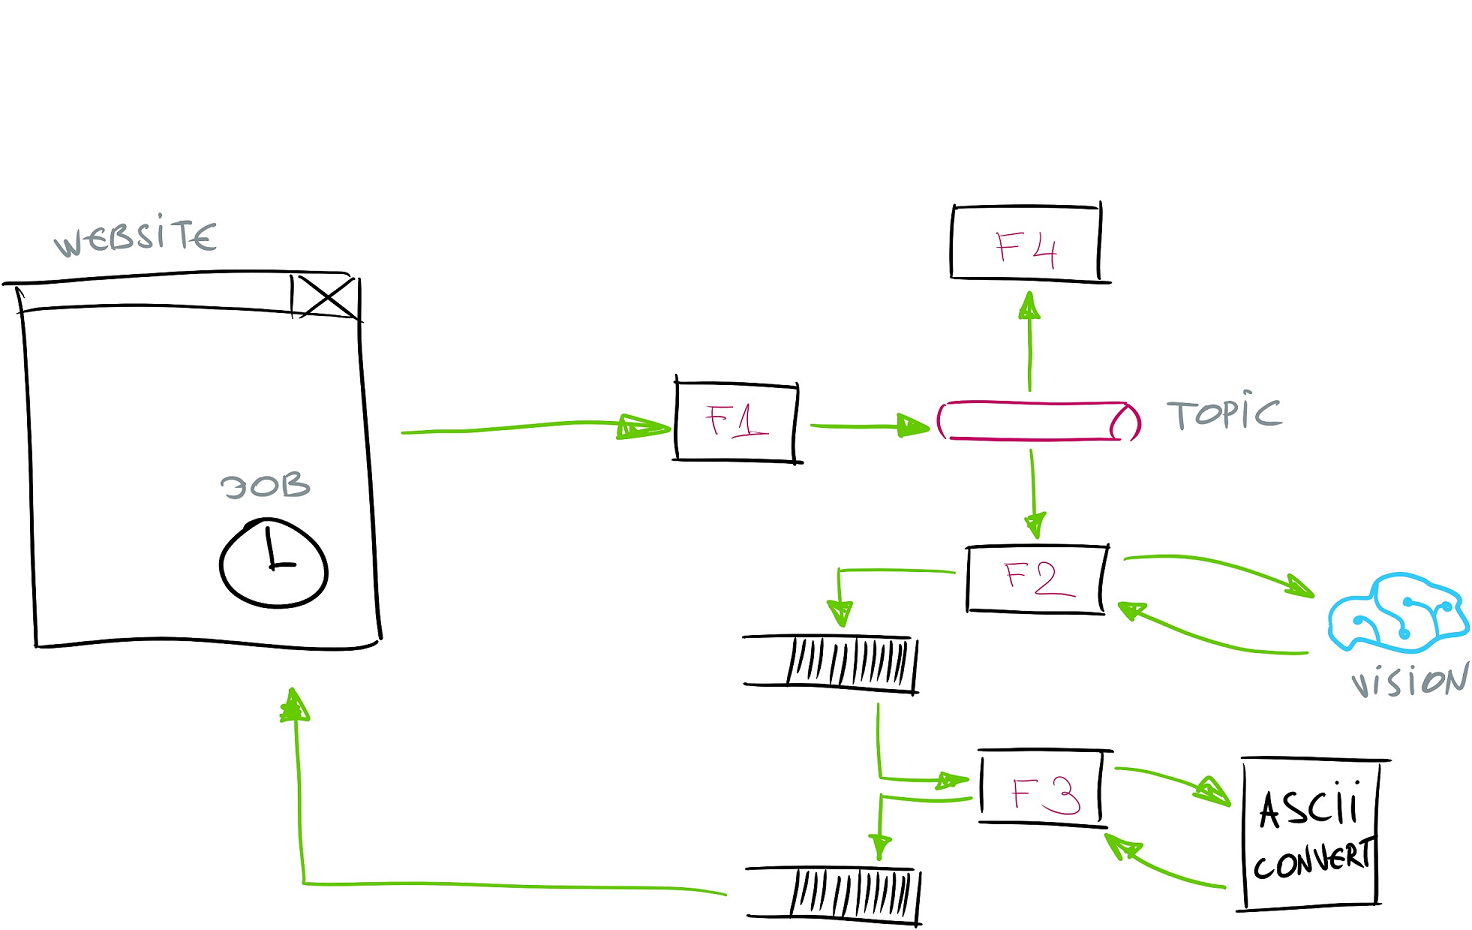 WEBSITE
F4
F1
TOPIC
JOB
F2
VISION
F3
ASCII
CONVERT